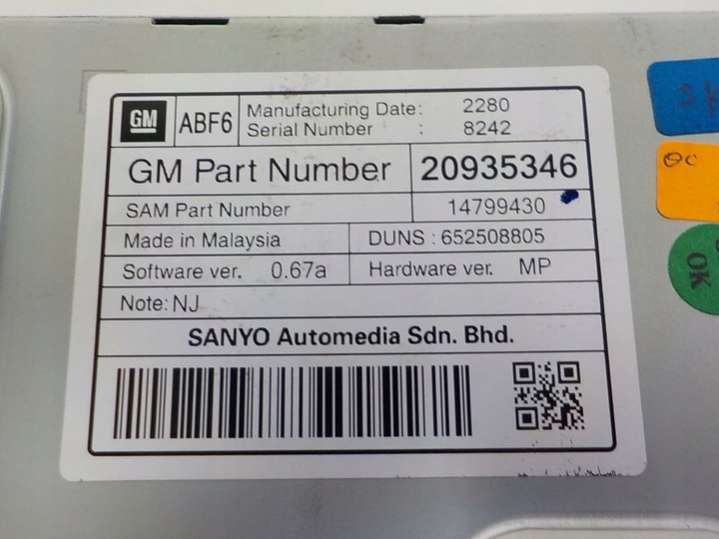 GM ABF6 Manufacturing Date: 2280
Serial Number : 8242
GM Part Number 20935346
SAM Part Number 14799430
Made in Malaysia DUNS : 652508805
Software ver. 0.67a Hardware ver. MP
Note: NJ
SANYO Automedia Sdn. Bhd.
OC
OK